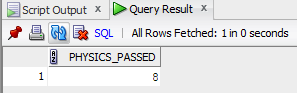 Script Output x Query Result x
SQL | All Rows Fetched: 1 in 0 seconds
PHYSICS_PASSED
1 8